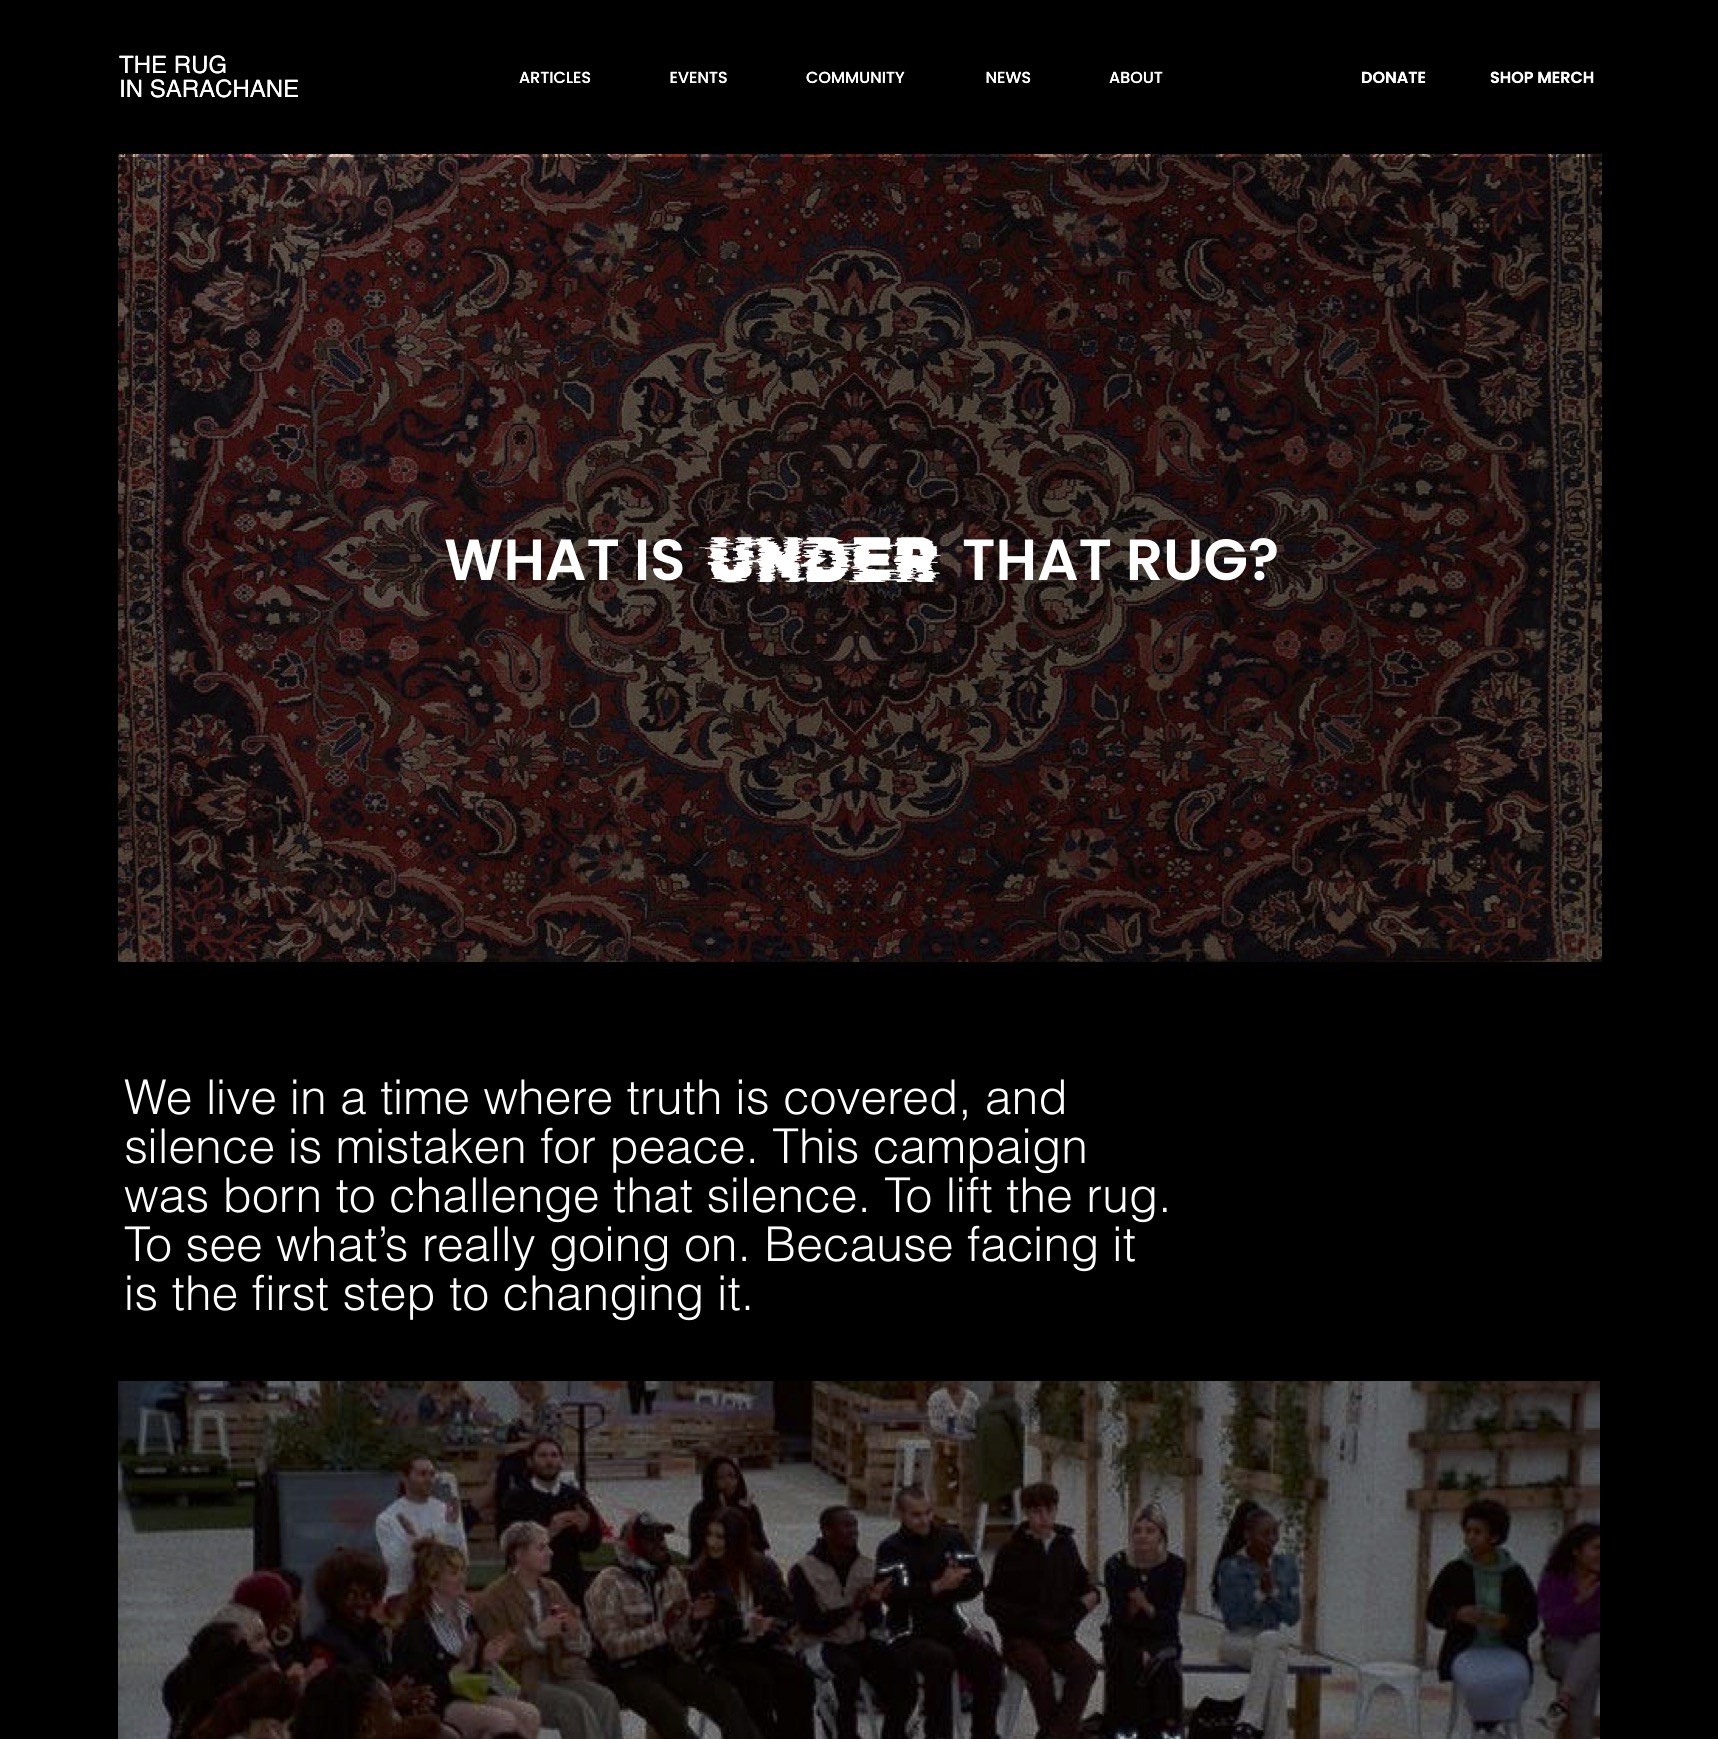 THE RUG
IN SARACHANE
ARTICLES
EVENTS
COMMUNITY
NEWS
ABOUT
DONATE
SHOP MERCH
WHAT IS UNDER THAT RUG?
We live in a time where truth is covered, and
silence is mistaken for peace. This campaign
was born to challenge that silence. To lift the rug.
To see what’s really going on. Because facing it
is the first step to changing it.